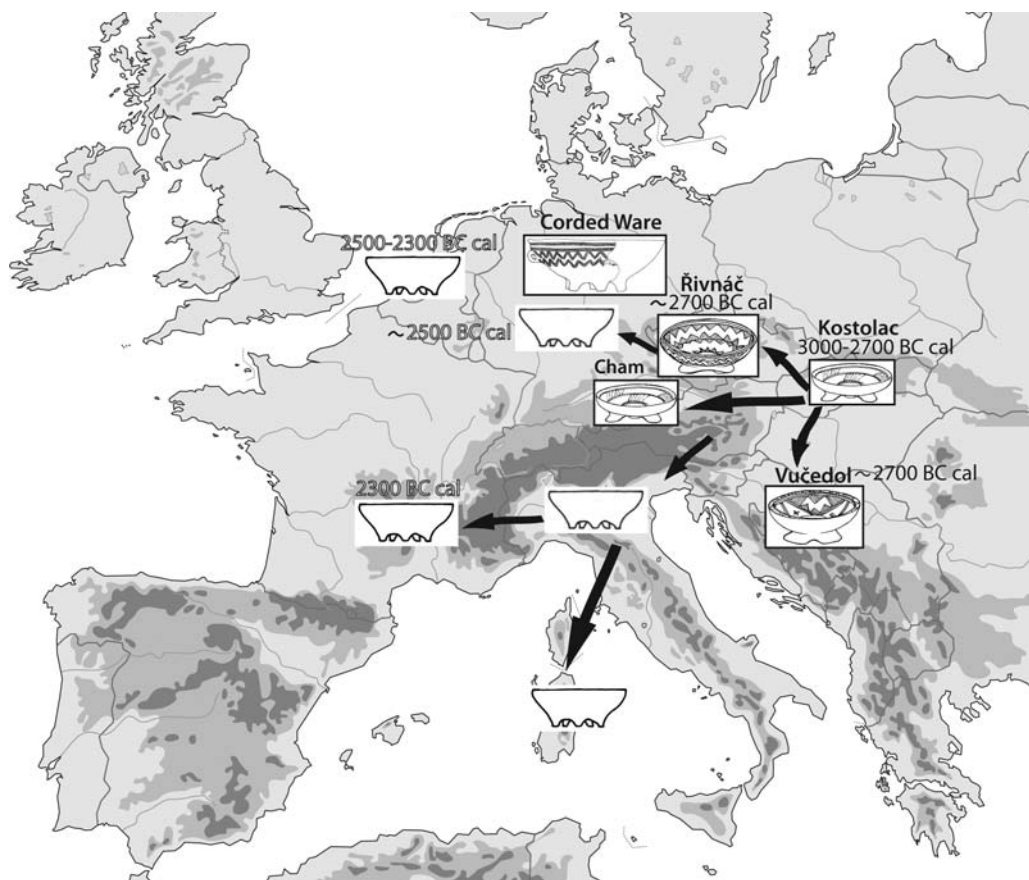 Corded Ware
2500-2300 BC cal
Řivnáč
~2700 BC cal
~2500 BC cal
Kostolac
3000-2700 BC cal
Cham
Vučedol ~2700 BC cal
2300 BC cal